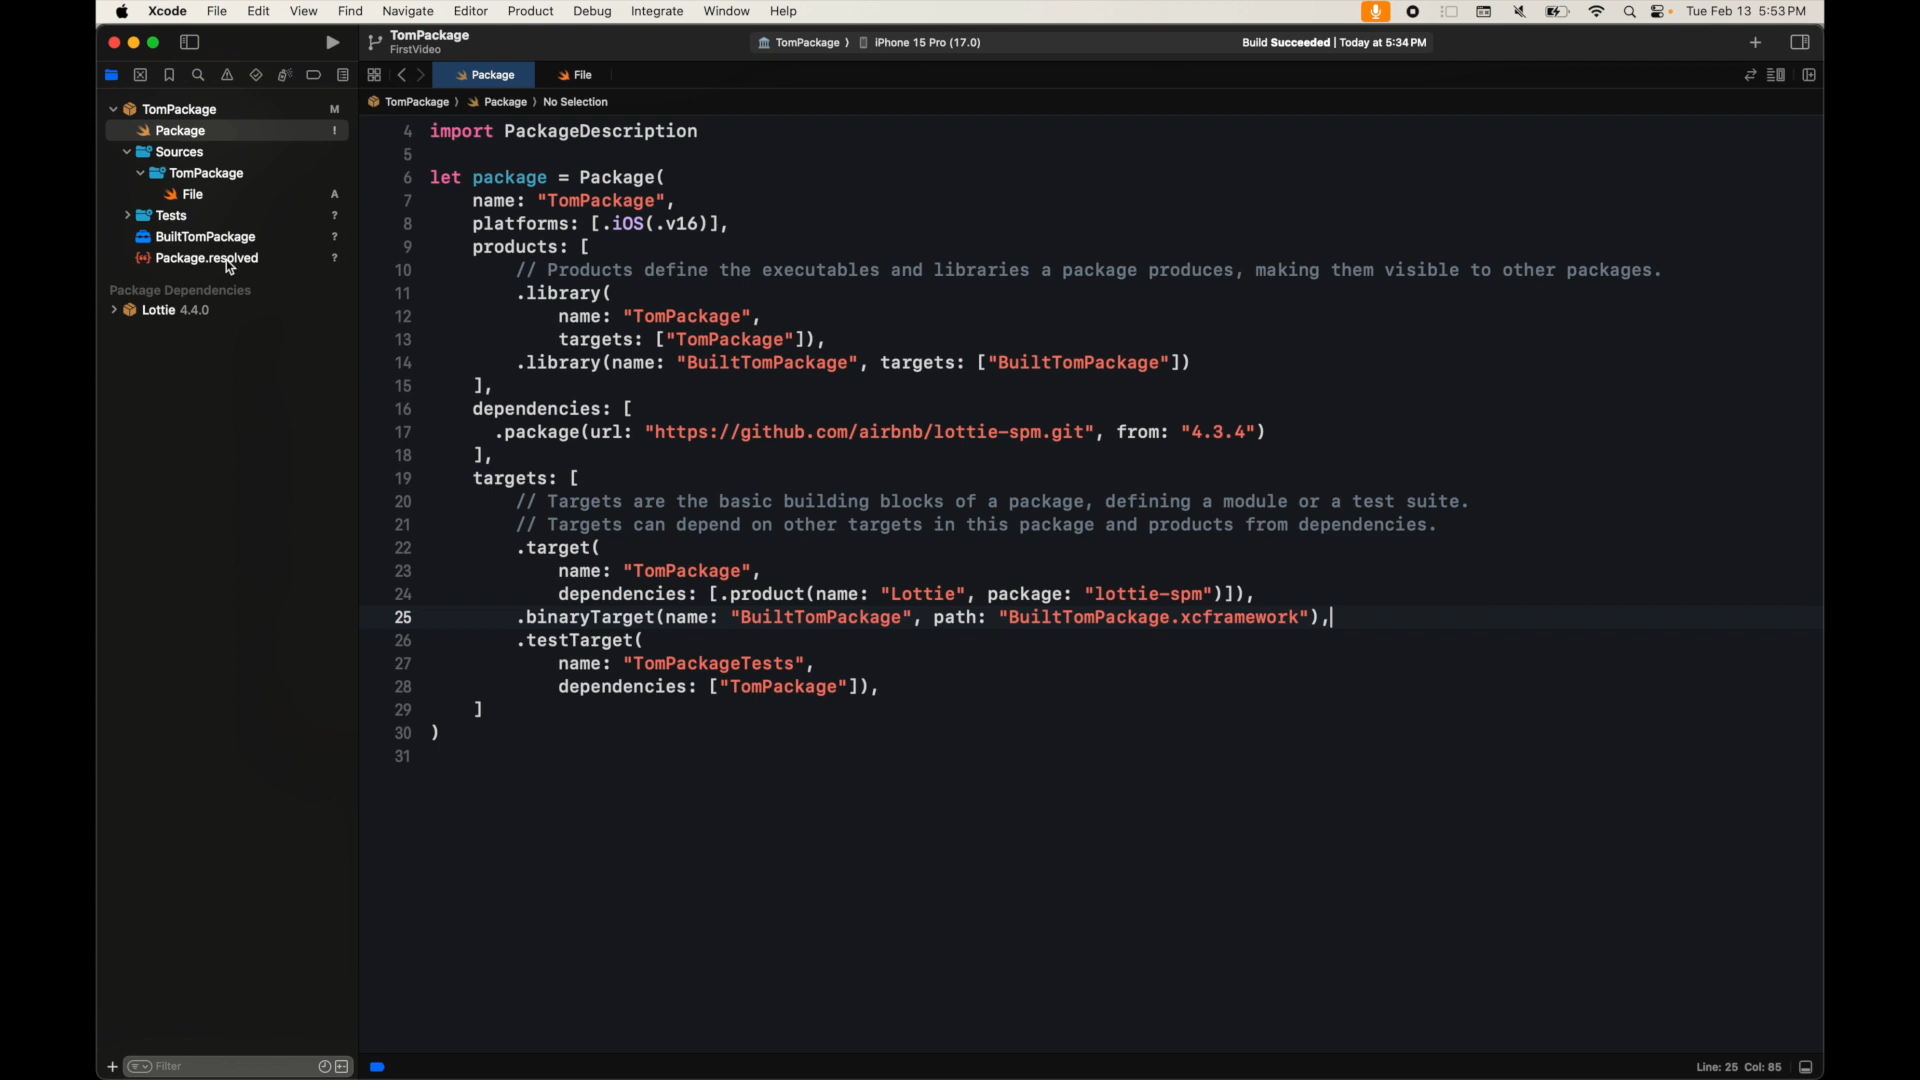 Xcode File Edit View Find Navigate Editor Product Debug Integrate Window Help Tue Feb 13 5:53 PM
TomPackage
FirstVideo
TomPackage 〉 iPhone 15 Pro (17.0)
Build Succeeded | Today at 5:34 PM
Package File
TomPackage 〉 Package 〉 No Selection
TomPackage M
Package !
Sources
TomPackage
File A
Tests ?
BuiltTomPackage ?
Package.resolved ?
Package Dependencies
Lottie 4.4.0
4 import PackageDescription
5
6 let package = Package(
7 name: "TomPackage",
8 platforms: [.iOS(.v16)],
9 products: [
10 // Products define the executables and libraries a package produces, making them visible to other packages.
11 .library(
12 name: "TomPackage",
13 targets: ["TomPackage"]),
14 .library(name: "BuiltTomPackage", targets: ["BuiltTomPackage"])
15 ],
16 dependencies: [
17 .package(url: "https://github.com/airbnb/lottie-spm.git", from: "4.3.4")
18 ],
19 targets: [
20 // Targets are the basic building blocks of a package, defining a module or a test suite.
21 // Targets can depend on other targets in this package and products from dependencies.
22 .target(
23 name: "TomPackage",
24 dependencies: [.product(name: "Lottie", package: "lottie-spm")]),
25 .binaryTarget(name: "BuiltTomPackage", path: "BuiltTomPackage.xcframework"),
26 .testTarget(
27 name: "TomPackageTests",
28 dependencies: ["TomPackage"]),
29 ]
30 )
31
Filter
Line: 25 Col: 85